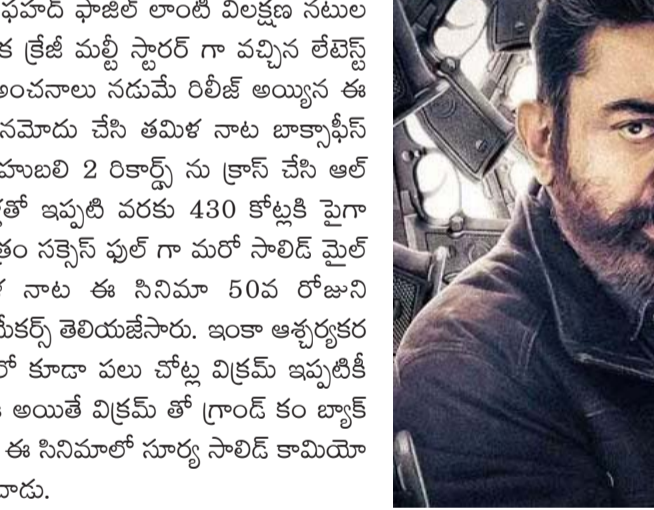 ఫహద్ ఫాజిల్ లాంటి విలక్షణ నటుల
క క్రేజీ మల్టీ స్టారర్ గా వచ్చిన లేటెస్ట్
అంచనాలు నడుమే రిలీజ్ అయ్యిన ఈ
నమోదు చేసి తమిళ నాట బాక్సాఫీస్
హుబలి 2 రికార్డ్స్ ను క్రాస్ చేసి ఆల్
తో ఇప్పటి వరకు 430 కోట్లకి పైగా
త్రం సక్సెస్ ఫుల్ గా మరో సాలిడ్ మైల్
నాట ఈ సినిమా 50వ రోజుని
మేకర్స్ తెలియజేసారు. ఇంకా ఆశ్చర్యకర
లో కూడా పలు చోట్ల విక్రమ్ ఇప్పటికీ
అయితే విక్రమ్ తో గ్రాండ్ కం బ్యాక్
ఈ సినిమాలో సూర్య సాలిడ్ కామియో
చాడు.